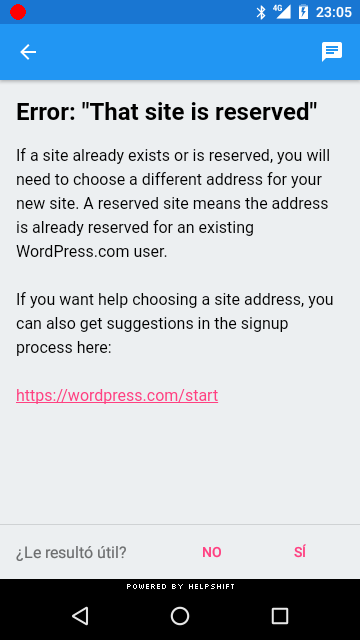 4G 23:05
Error: "That site is reserved"
If a site already exists or is reserved, you will
need to choose a different address for your
new site. A reserved site means the address
is already reserved for an existing
WordPress.com user.
If you want help choosing a site address, you
can also get suggestions in the signup
process here:
https://wordpress.com/start
¿Le resultó útil? NO SÍ
POWERED BY HELPSHIFT